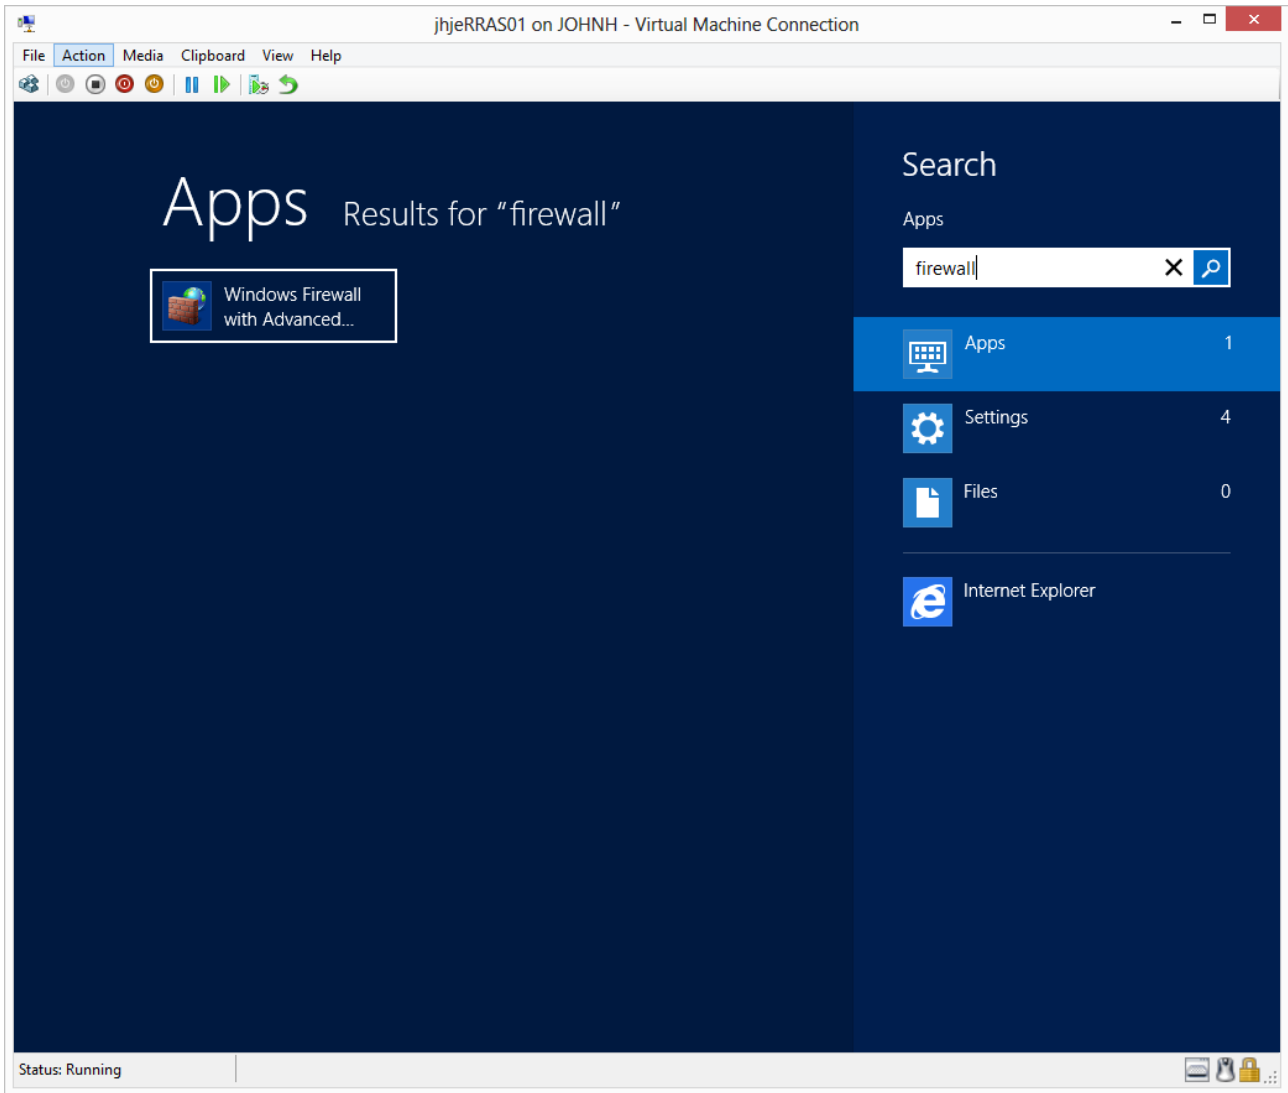 jhjeRRAS01 on JOHNH - Virtual Machine Connection
File Action Media Clipboard View Help
Apps Results for “firewall”
Windows Firewall
with Advanced...
Search
Apps
firewall
Apps 1
Settings 4
Files 0
Internet Explorer
Status: Running